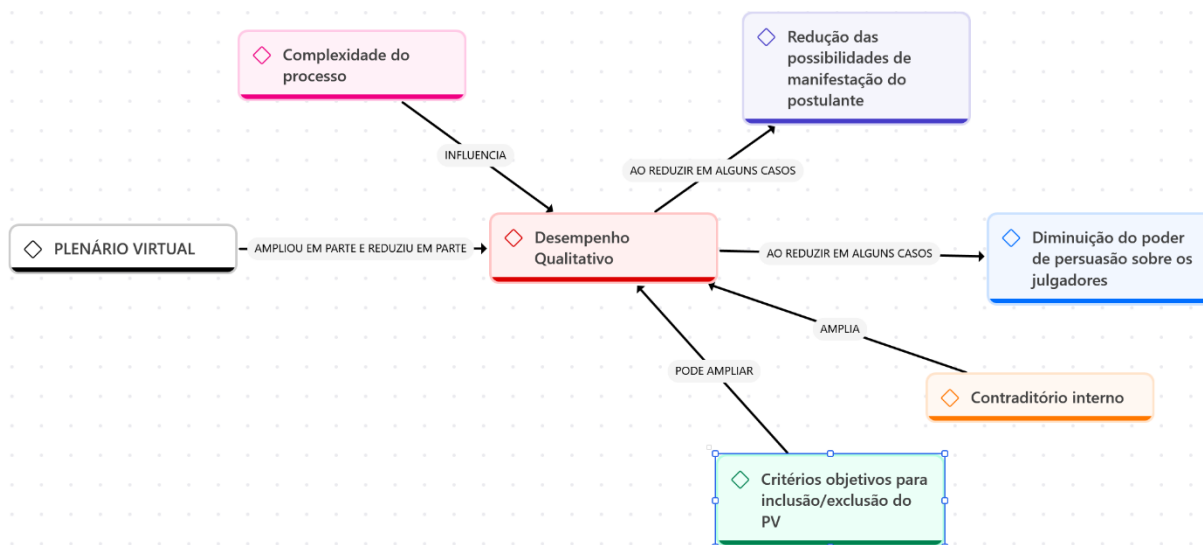 Complexidade do
processo
Redução das
possibilidades de
manifestação do
postulante
INFLUENCIA
AO REDUZIR EM ALGUNS CASOS
PLENÁRIO VIRTUAL
AMPLIOU EM PARTE E REDUZIU EM PARTE
Desempenho
Qualitativo
AO REDUZIR EM ALGUNS CASOS
Diminuição do poder
de persuasão sobre os
julgadores
AMPLIA
PODE AMPLIAR
Contraditório interno
Critérios objetivos para
inclusão/exclusão do
PV